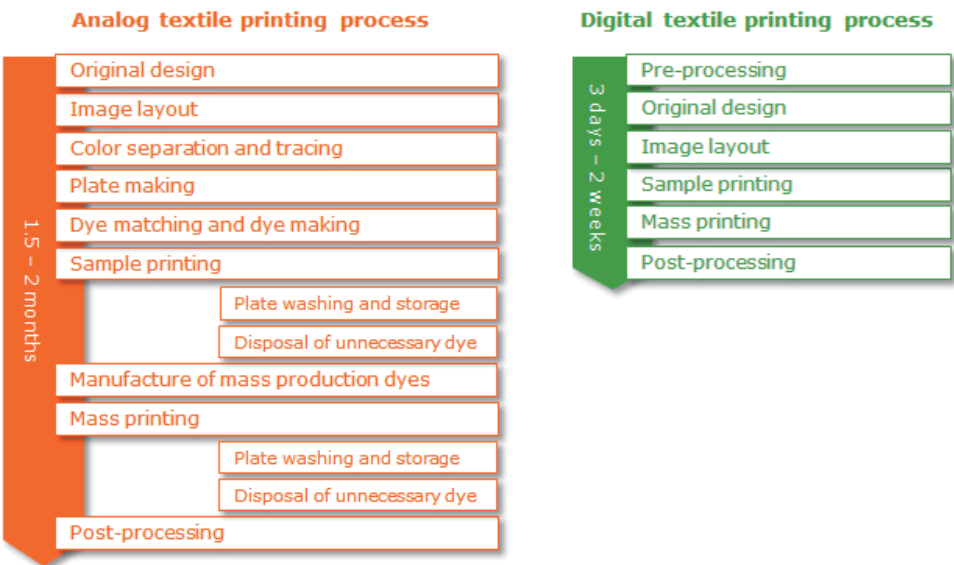 Analog textile printing process
1.5 – 2 months
Original design
Image layout
Color separation and tracing
Plate making
Dye matching and dye making
Sample printing
Plate washing and storage
Disposal of unnecessary dye
Manufacture of mass production dyes
Mass printing
Plate washing and storage
Disposal of unnecessary dye
Post-processing
Digital textile printing process
3 days – 2 weeks
Pre-processing
Original design
Image layout
Sample printing
Mass printing
Post-processing